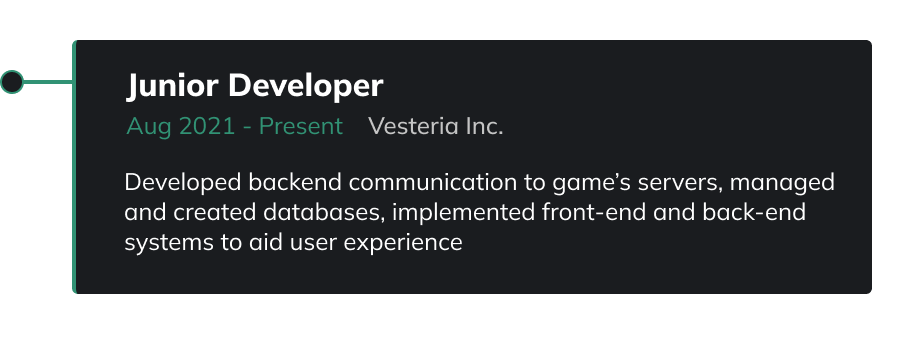 Junior Developer
Aug 2021 - Present Vesteria Inc.
Developed backend communication to game’s servers, managed
and created databases, implemented front-end and back-end
systems to aid user experience